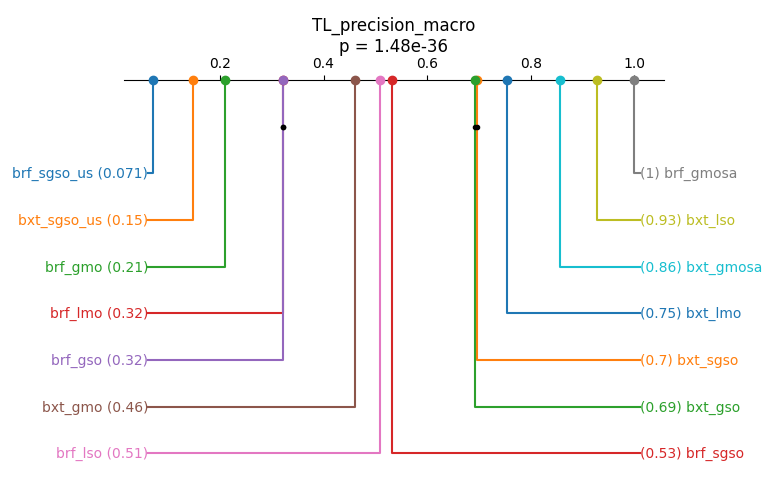 TL_precision_macro
p = 1.48e-36
0.2 0.4 0.6 0.8 1.0
brf_sgso_us (0.071) (1) brf_gmosa
bxt_sgso_us (0.15) (0.93) bxt_lso
brf_gmo (0.21) (0.86) bxt_gmosa
brf_lmo (0.32) (0.75) bxt_lmo
brf_gso (0.32) (0.7) bxt_sgso
bxt_gmo (0.46) (0.69) bxt_gso
brf_lso (0.51) (0.53) brf_sgso